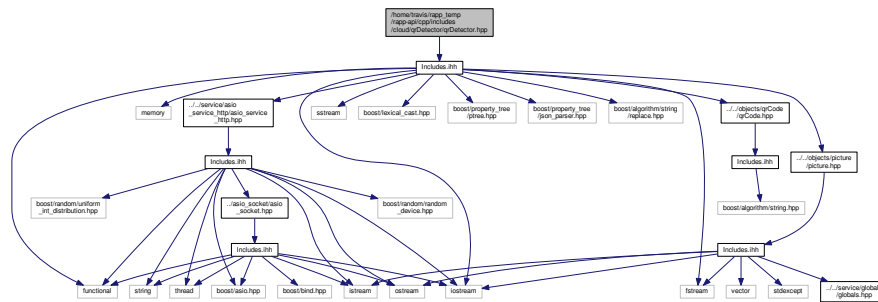 /home/travis/rapp_temp
/rapp-api/cpp/includes
/cloud/qrDetector/qrDetector.hpp
Includes.ihh
memory
../../service/asio
_service_http/asio_service
_http.hpp
sstream
boost/lexical_cast.hpp
boost/property_tree
/ptree.hpp
boost/property_tree
/json_parser.hpp
boost/algorithm/string
/replace.hpp
../../objects/qrCode
/qrCode.hpp
Includes.ihh
Includes.ihh
../../objects/picture
/picture.hpp
boost/random/uniform
_int_distribution.hpp
../asio_socket/asio
_socket.hpp
boost/random/random
_device.hpp
boost/algorithm/string.hpp
Includes.ihh
Includes.ihh
functional
string
thread
boost/asio.hpp
boost/bind.hpp
istream
ostream
iostream
fstream
vector
stdexcept
../../service/globals
/globals.hpp